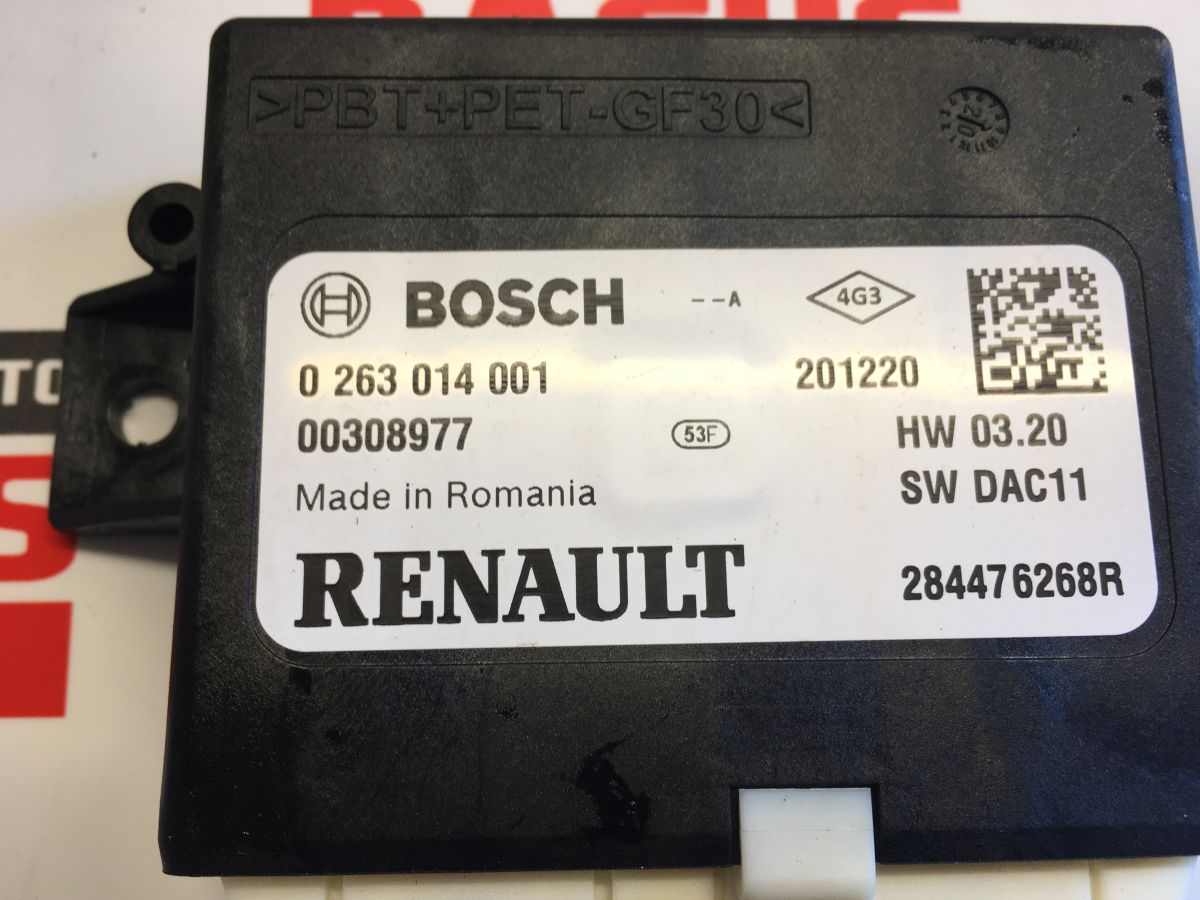 >PBT+PET-GF30<
BOSCH --A 4G3
0 263 014 001 201220
00308977 53F HW 03.20
Made in Romania SW DAC11
RENAULT 284476268R